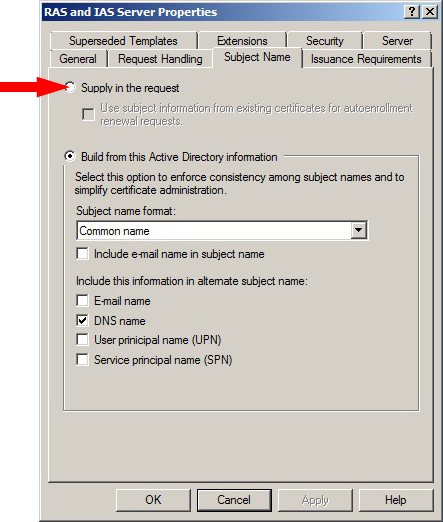 RAS and IAS Server Properties
Superseded Templates Extensions Security Server
General Request Handling Subject Name Issuance Requirements
Supply in the request
Use subject information from existing certificates for autoenrollment
renewal requests.
Build from this Active Directory information
Select this option to enforce consistency among subject names and to
simplify certificate administration.
Subject name format:
Common name
Include e-mail name in subject name
Include this information in alternate subject name:
E-mail name
DNS name
User prinicipal name (UPN)
Service principal name (SPN)
OK Cancel Apply Help